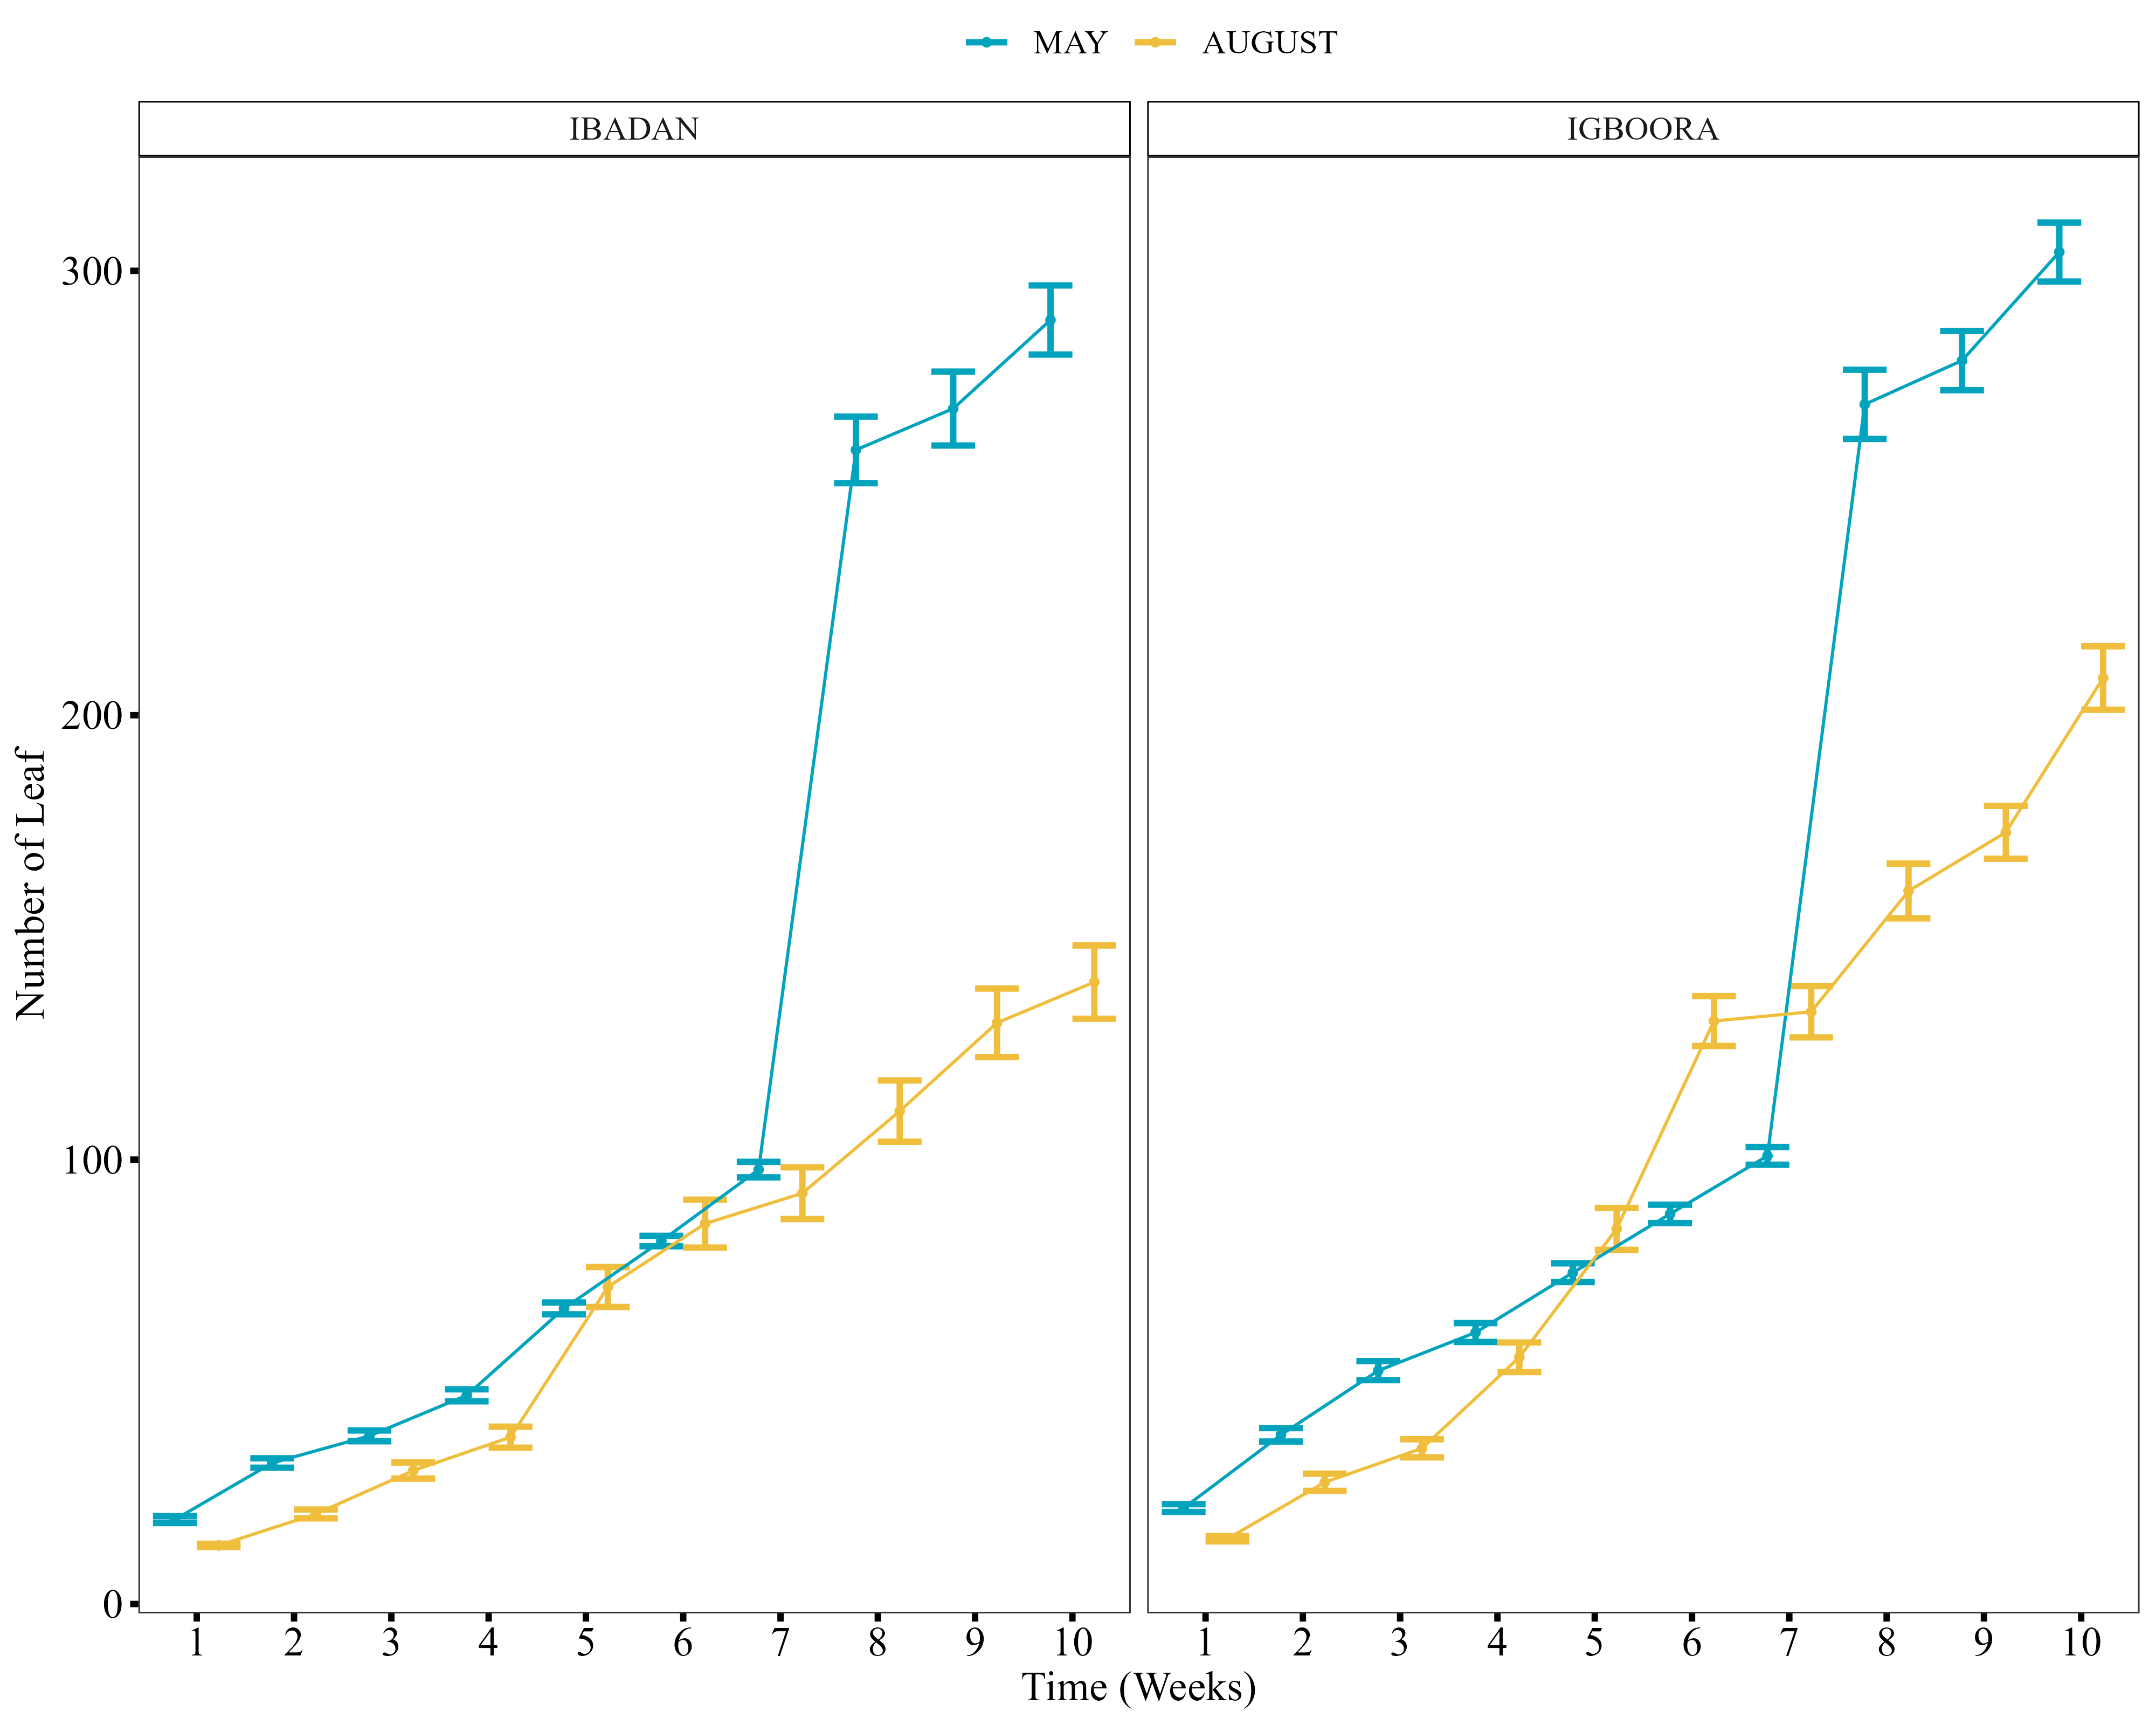 MAY AUGUST
IBADAN IGBOORA
300
200
100
0
Number of Leaf
1 2 3 4 5 6 7 8 9 10 1 2 3 4 5 6 7 8 9 10
Time (Weeks)